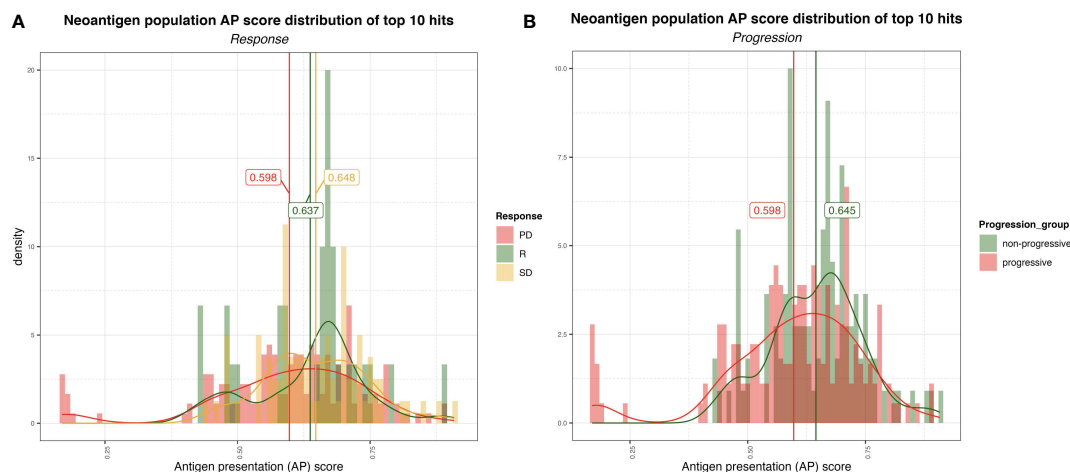 A
Neoantigen population AP score distribution of top 10 hits
Response
density
20
15
10
5
0
0.598
0.648
0.637
0.25
0.50
0.75
Antigen presentation (AP) score
Response
PD
R
SD
B
Neoantigen population AP score distribution of top 10 hits
Progression
10.0
7.5
5.0
2.5
0.0
0.598
0.645
0.25
0.50
0.75
Antigen presentation (AP) score
Progression_group
non-progressive
progressive